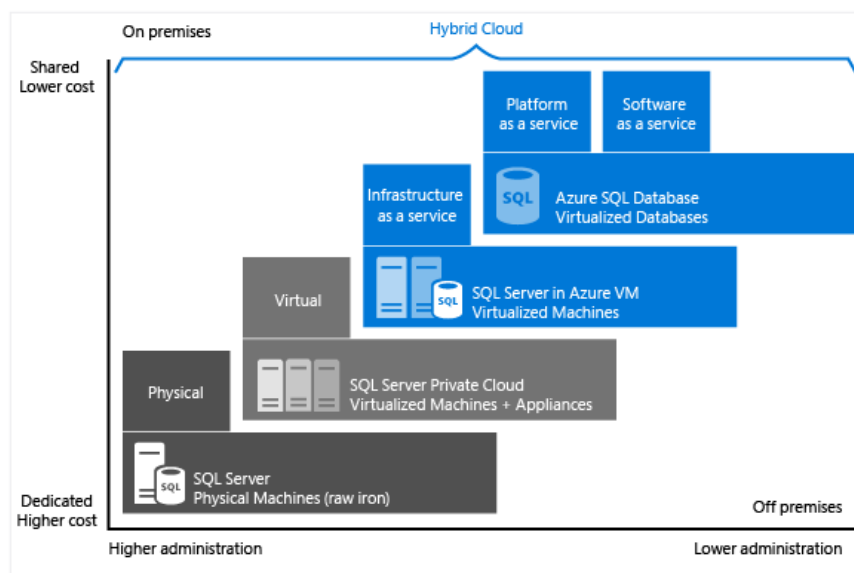 On premises
Hybrid Cloud
Shared
Lower cost
Platform
as a service
Software
as a service
Infrastructure
as a service
SQL
Azure SQL Database
Virtualized Databases
Virtual
SQL
SQL Server in Azure VM
Virtualized Machines
Physical
SQL Server Private Cloud
Virtualized Machines + Appliances
SQL
SQL Server
Physical Machines (raw iron)
Dedicated
Higher cost
Off premises
Higher administration
Lower administration